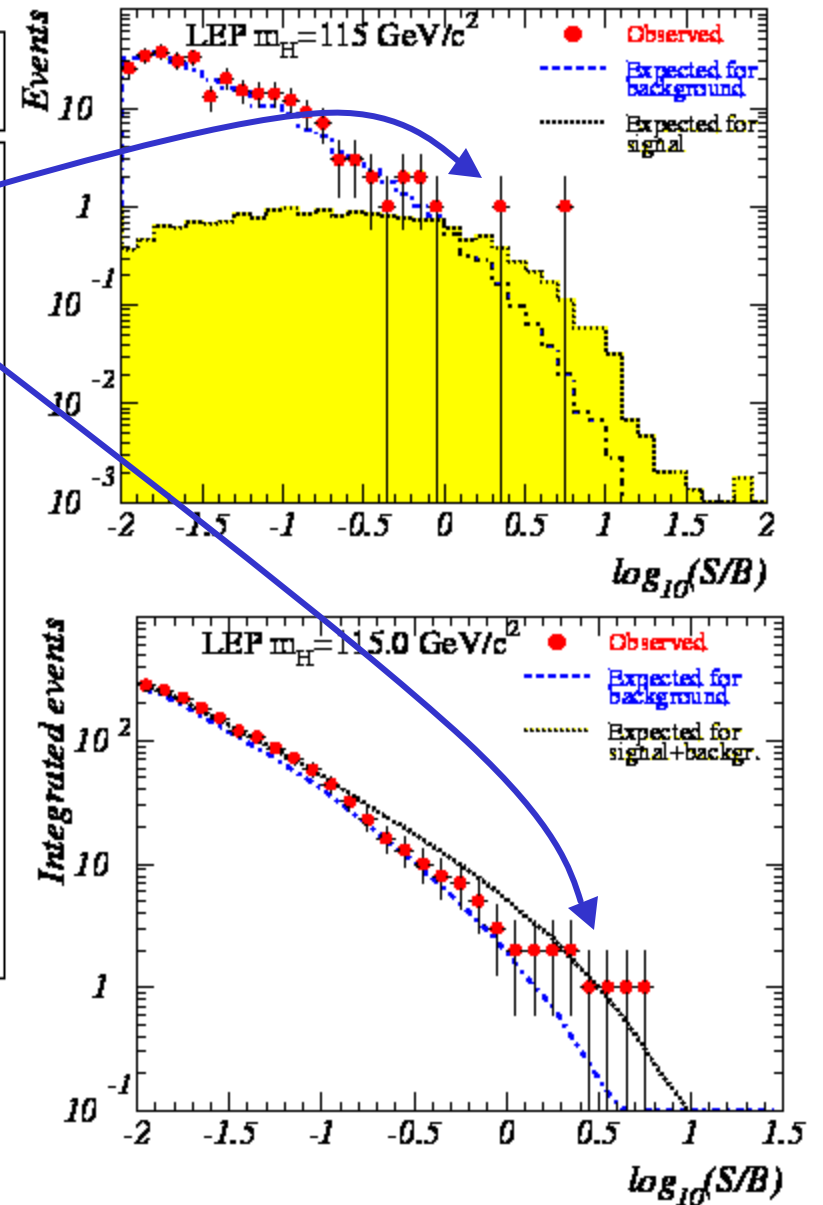 LEP m_H=115 GeV/c²
Observed
Expected for
background
Expected for
signal
Events
10
1
10⁻¹
10⁻²
10⁻³
-2 -1.5 -1 -0.5 0 0.5 1 1.5 2
log₁₀(S/B)
LEP m_H=115.0 GeV/c²
Observed
Expected for
background
Expected for
signal+backgr.
Integrated events
10²
10
1
10⁻¹
-2 -1.5 -1 -0.5 0 0.5 1 1.5
log₁₀(S/B)